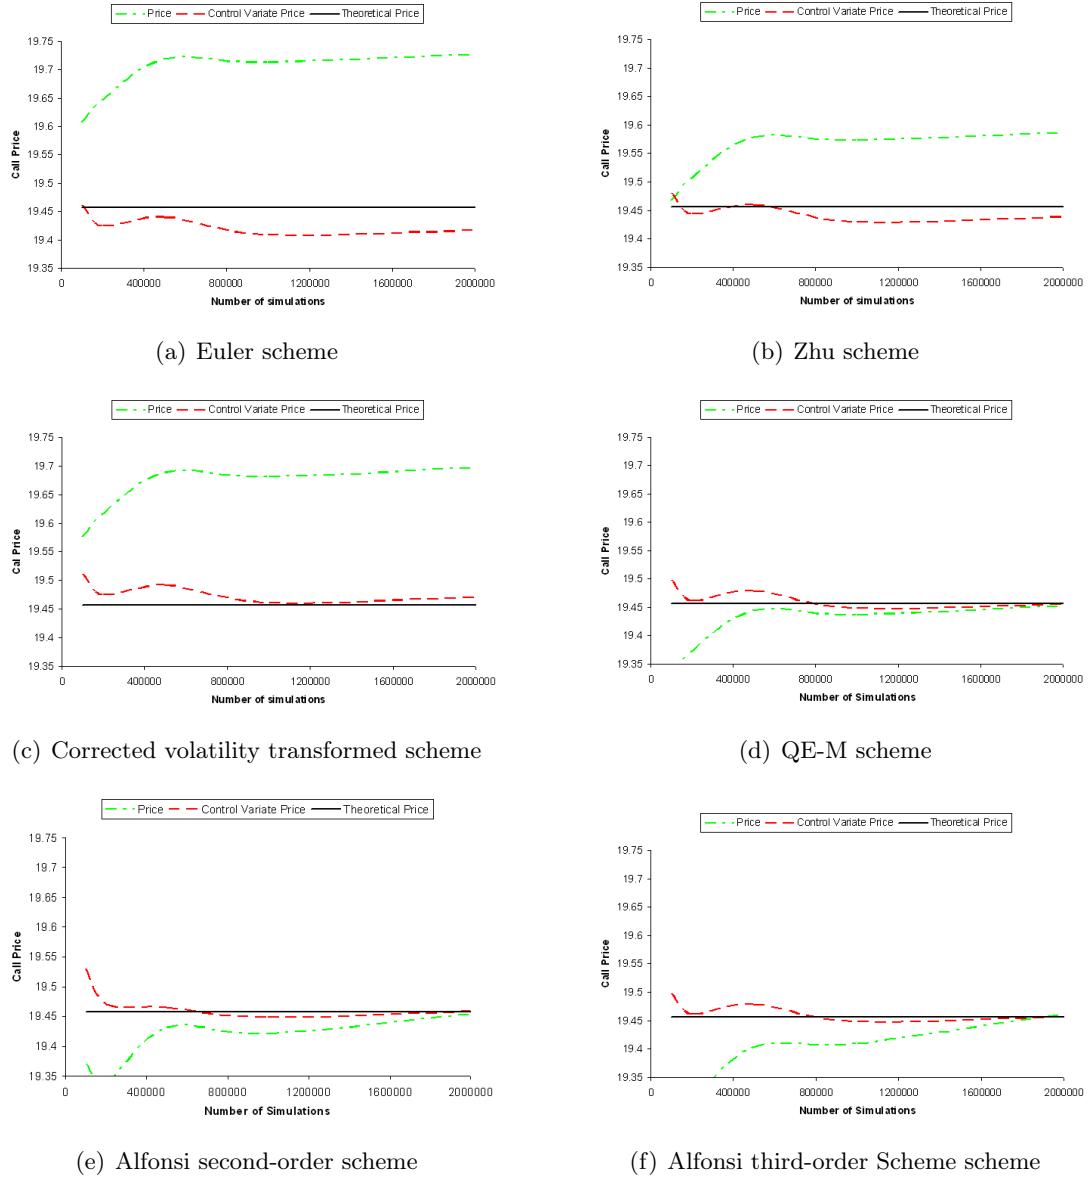 Price Control Variate Price Theoretical Price
19.75
19.7
19.65
19.6
19.55
19.5
19.45
19.4
19.35
Call Price
0 400000 800000 1200000 1600000 2000000
Number of simulations
(a) Euler scheme
Price Control Variate Price Theoretical Price
19.75
19.7
19.65
19.6
19.55
19.5
19.45
19.4
19.35
Call Price
0 400000 800000 1200000 1600000 2000000
Number of simulations
(b) Zhu scheme
Price Control Variate Price Theoretical Price
19.75
19.7
19.65
19.6
19.55
19.5
19.45
19.4
19.35
Cal Price
0 400000 800000 1200000 1600000 2000000
Number of simulations
(c) Corrected volatility transformed scheme
Price Control Variate Price Theoretical Price
19.75
19.7
19.65
19.6
19.55
19.5
19.45
19.4
19.35
Call Price
0 400000 800000 1200000 1600000 2000000
Number of Simulations
(d) QE-M scheme
Price Control Variate Price Theoretical Price
19.75
19.7
19.65
19.6
19.55
19.5
19.45
19.4
19.35
Call Price
0 400000 800000 1200000 1600000 2000000
Number of Simulations
(e) Alfonsi second-order scheme
Price Control Variate Price Theoretical Price
19.75
19.7
19.65
19.6
19.55
19.5
19.45
19.4
19.35
Call Price
0 400000 800000 1200000 1600000 2000000
Number of Simulations
(f) Alfonsi third-order Scheme scheme